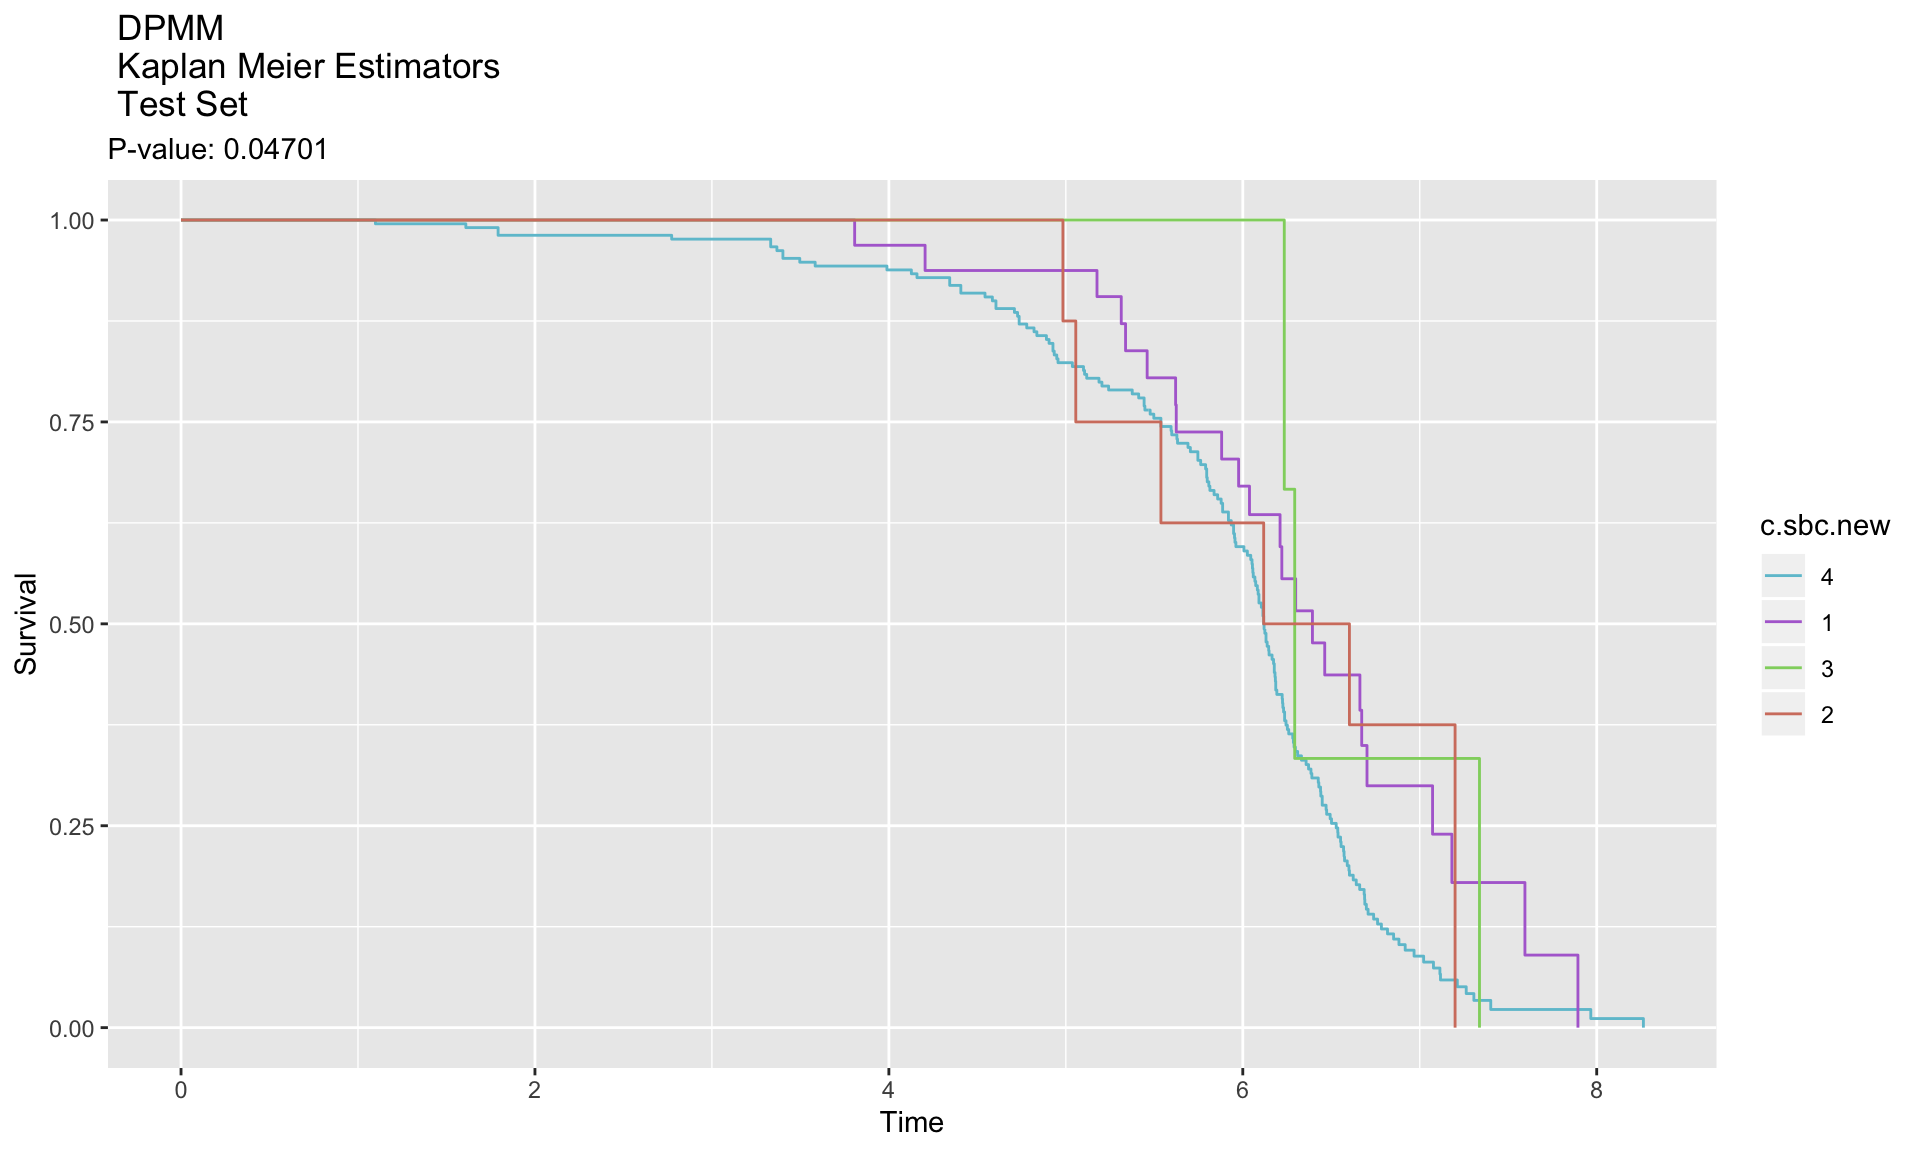 DPMM
Kaplan Meier Estimators
Test Set
P-value: 0.04701
1.00
0.75
0.50
0.25
0.00
Survival
0 2 4 6 8
Time
c.sbc.new
4
1
3
2